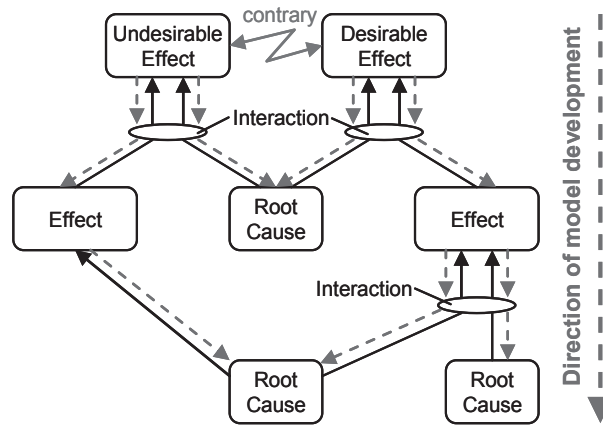 contrary
Undesirable
Effect
Desirable
Effect
Interaction
Effect
Root
Cause
Effect
Interaction
Root
Cause
Root
Cause
Direction of model development